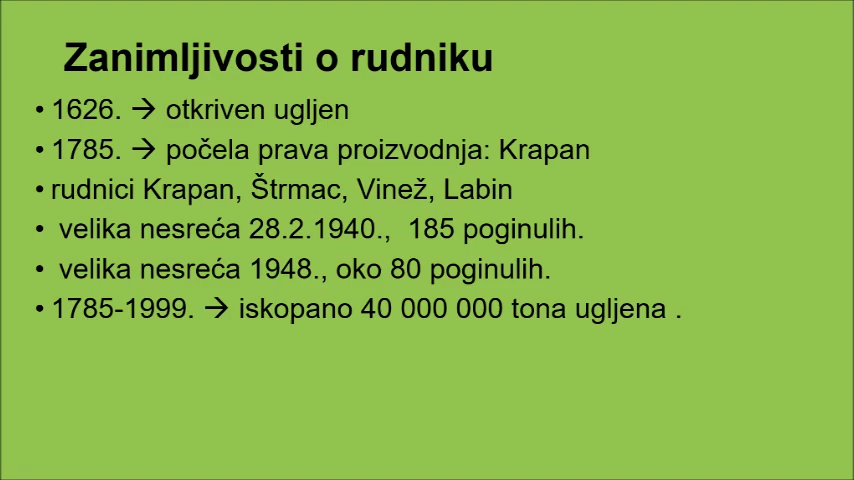 Zanimljivosti o rudniku
• 1626. → otkriven ugljen
• 1785. → počela prava proizvodnja: Krapan
• rudnici Krapan, Štrmac, Vinež, Labin
• velika nesreća 28.2.1940.,  185 poginulih.
• velika nesreća 1948., oko 80 poginulih.
• 1785-1999. → iskopano 40 000 000 tona ugljena .